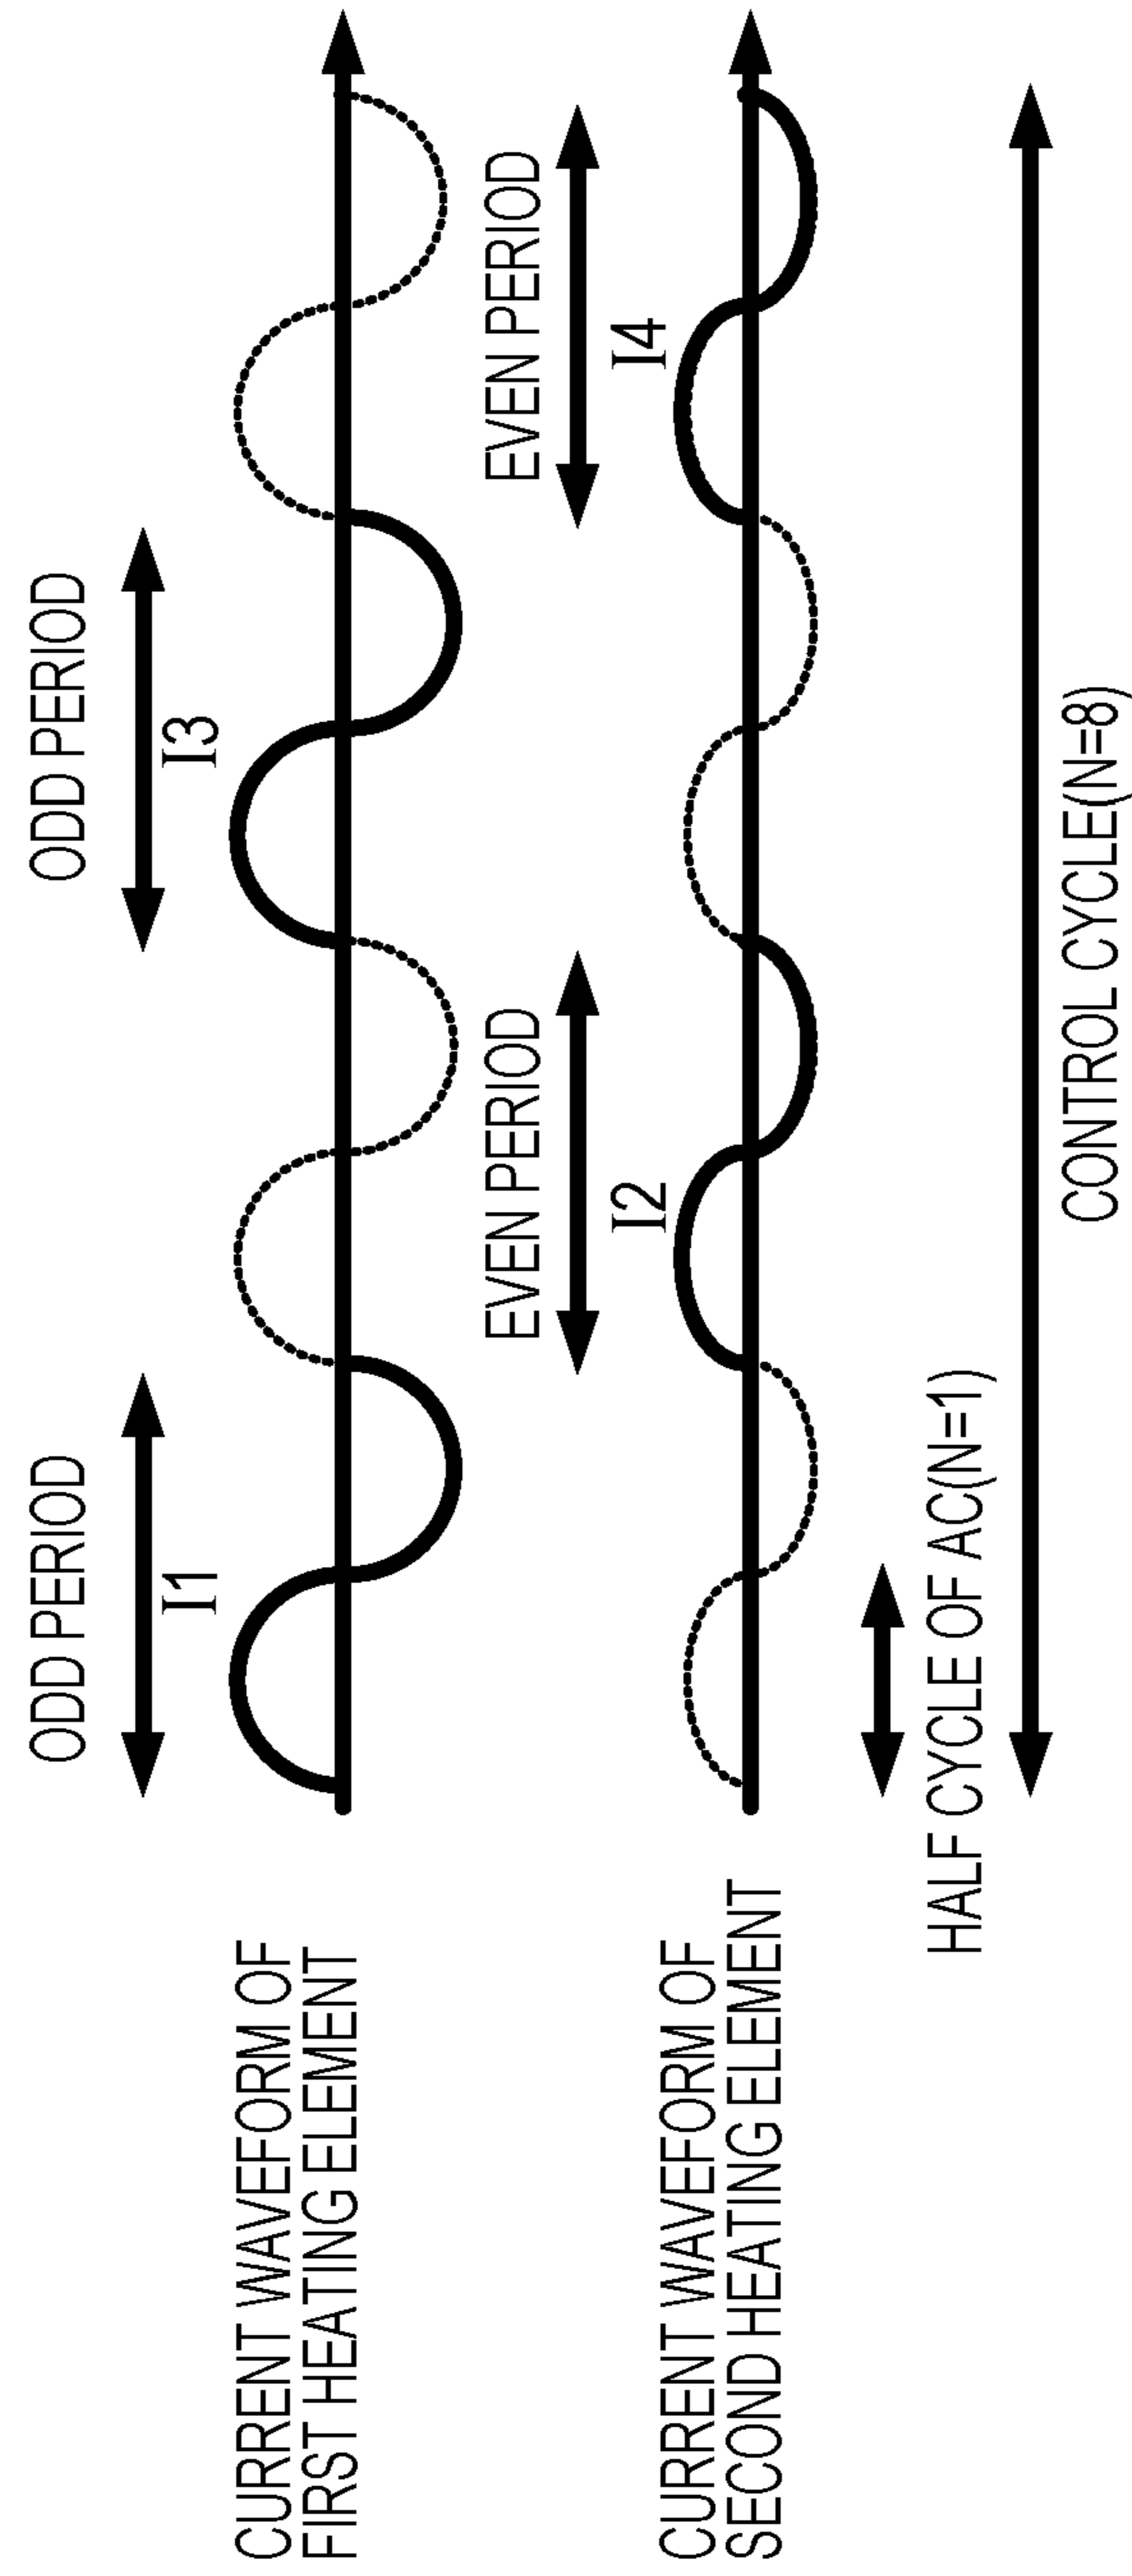 ODD PERIOD
ODD PERIOD
I1
I3
CURRENT WAVEFORM OF
FIRST HEATING ELEMENT
EVEN PERIOD
EVEN PERIOD
I2
I4
CURRENT WAVEFORM OF
SECOND HEATING ELEMENT
HALF CYCLE OF AC(N=1)
CONTROL CYCLE(N=8)